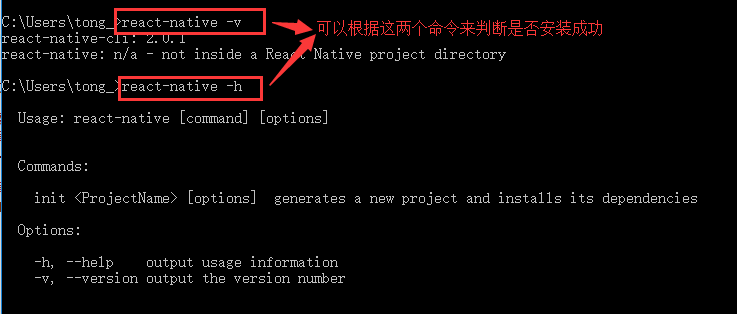 C:\Users\tong_>react-native -v
可以根据这两个命令来判断是否安装成功
react-native-cli: 2.0.1
react-native: n/a - not inside a React Native project directory
C:\Users\tong_>react-native -h
Usage: react-native [command] [options]
Commands:
init <ProjectName> [options]  generates a new project and installs its dependencies
Options:
-h, --help    output usage information
-v, --version output the version number